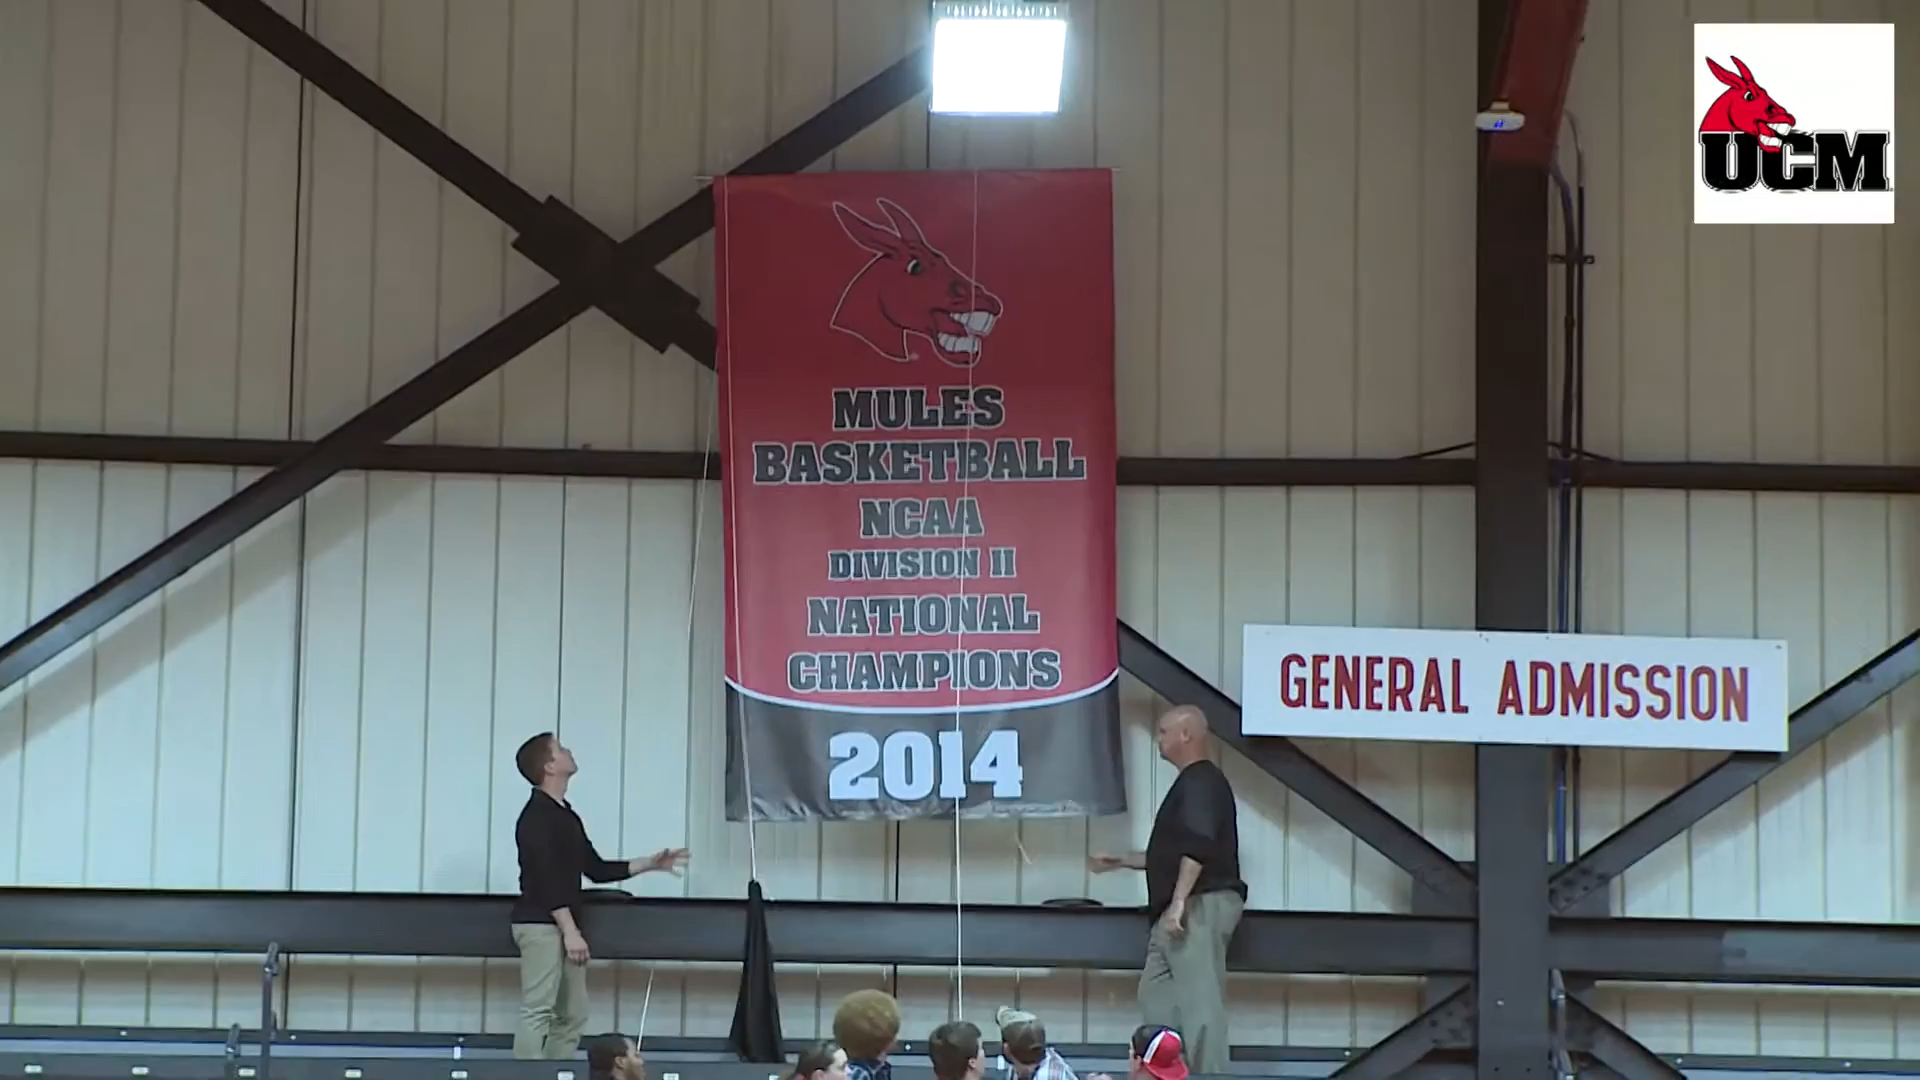 UCM
MULES
BASKETBALL
NCAA
DIVISION II
NATIONAL
CHAMPIONS
2014
GENERAL ADMISSION